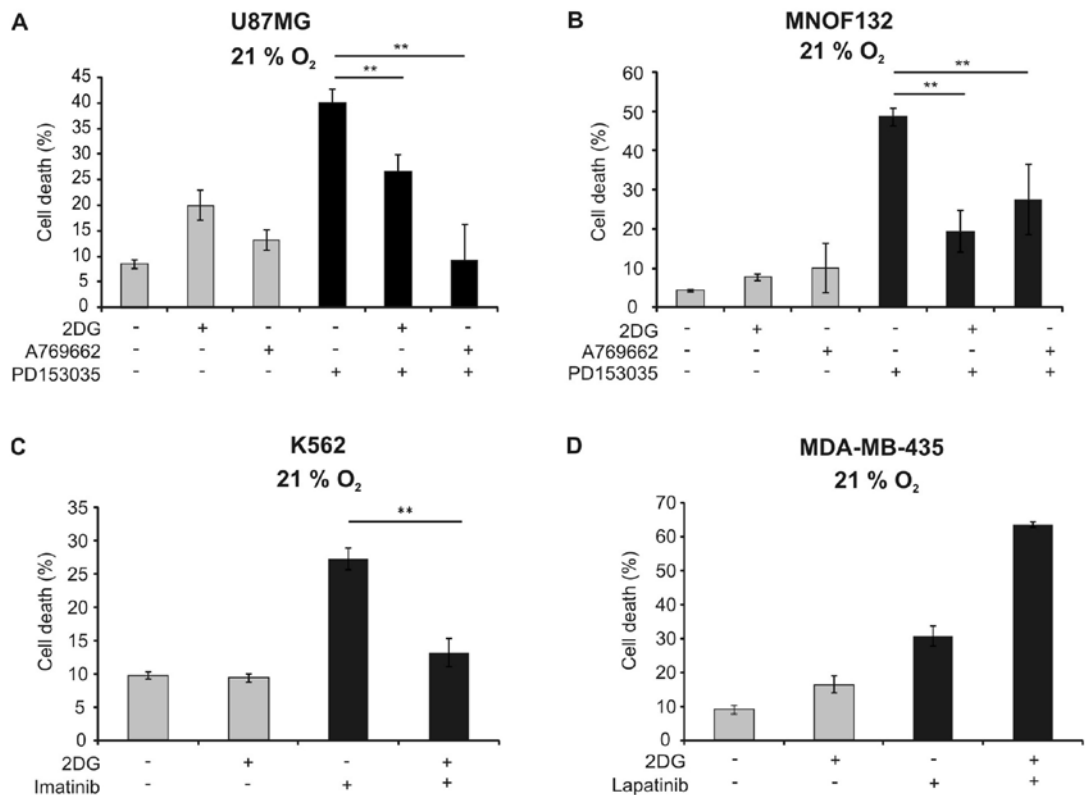 A
U87MG
21 % O₂
**
**
45
40
35
30
25
20
15
10
5
0
Cell death (%)
2DG - + - - + -
A769662 - - + - - +
PD153035 - - - + + +
B
MNOF132
21 % O₂
**
**
60
50
40
30
20
10
0
Cell death (%)
2DG - + - - + -
A769662 - - + - - +
PD153035 - - - + + +
C
K562
21 % O₂
**
35
30
25
20
15
10
5
0
Cell death (%)
2DG - + - +
Imatinib - - + +
D
MDA-MB-435
21 % O₂
70
60
50
40
30
20
10
0
Cell death (%)
2DG - + - +
Lapatinib - - + +